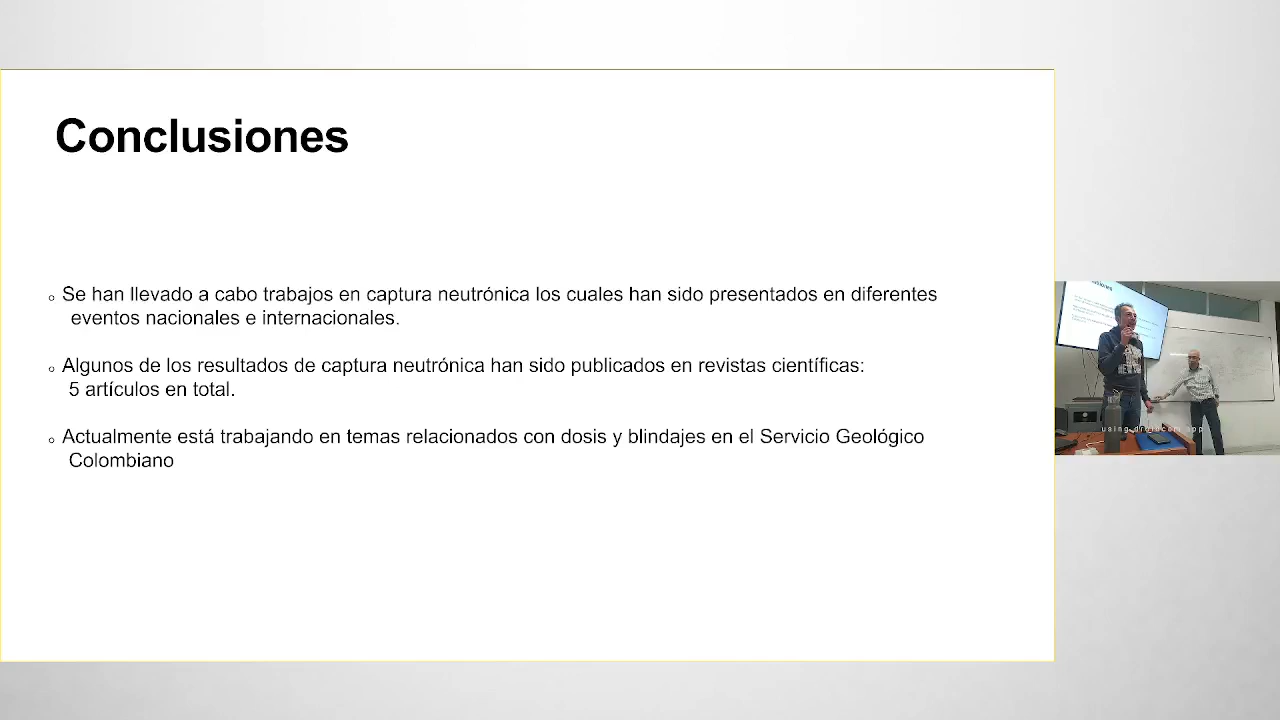 Conclusiones
Se han llevado a cabo trabajos en captura neutrónica los cuales han sido presentados en diferentes
eventos nacionales e internacionales.
Algunos de los resultados de captura neutrónica han sido publicados en revistas científicas:
5 artículos en total.
Actualmente está trabajando en temas relacionados con dosis y blindajes en el Servicio Geológico
Colombiano